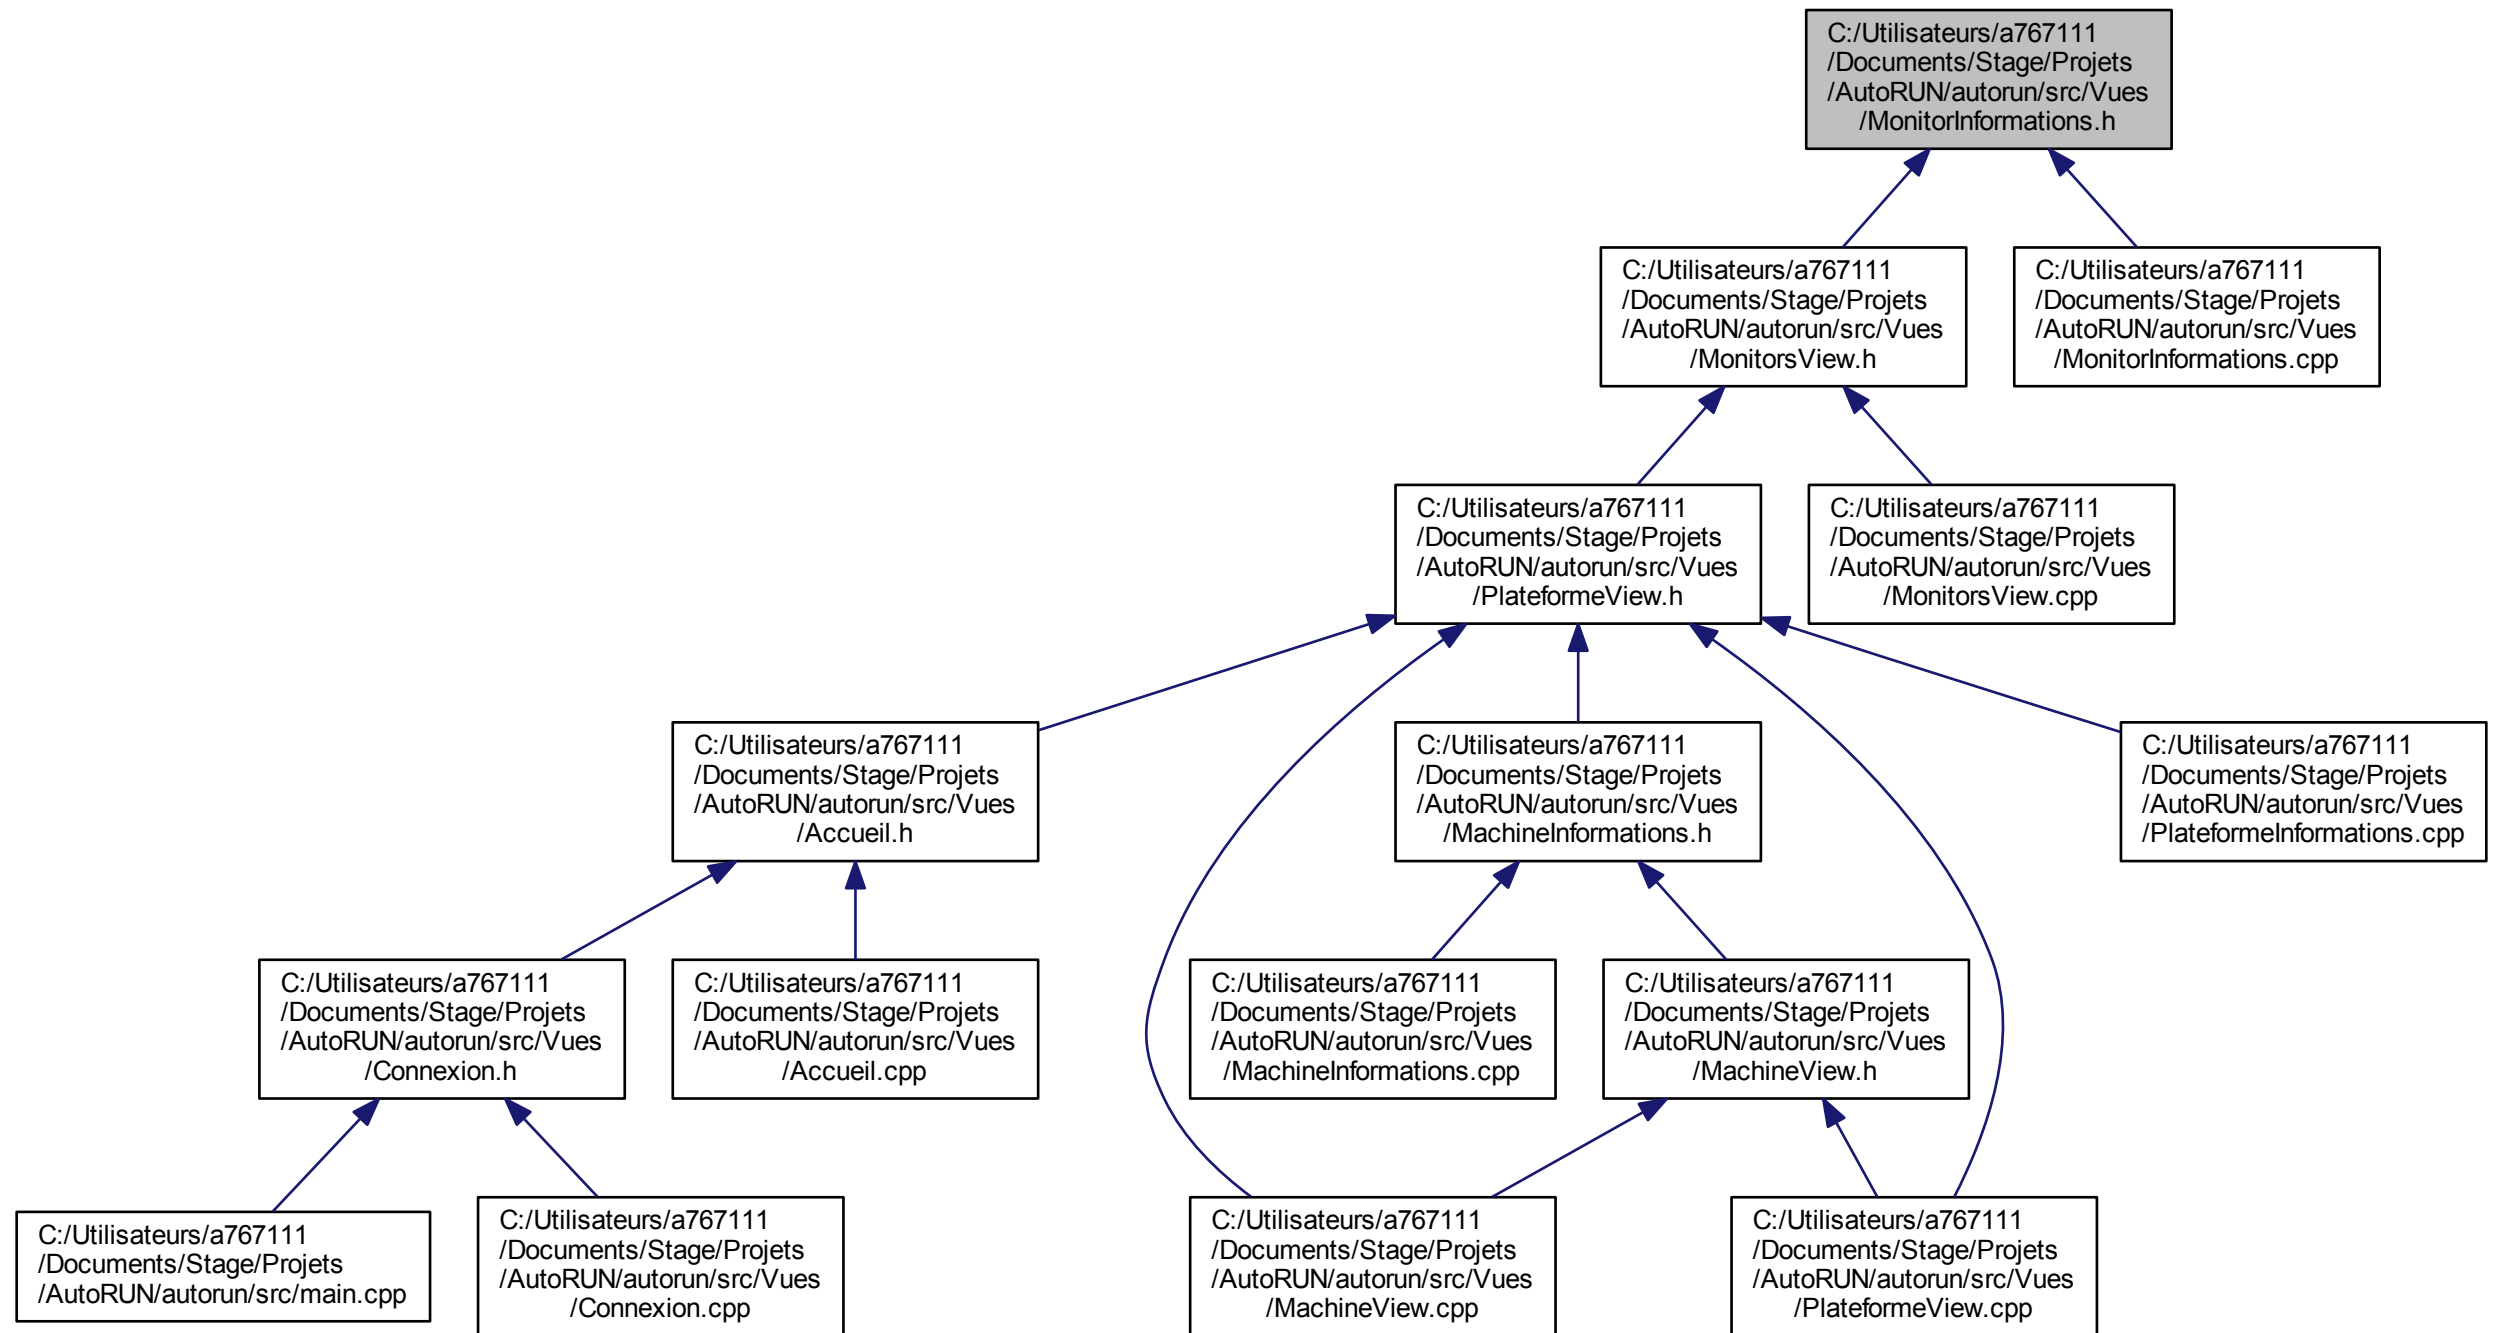 C:/Utilisateurs/a767111
/Documents/Stage/Projets
/AutoRUN/autorun/src/Vues
/MonitorInformations.h
C:/Utilisateurs/a767111
/Documents/Stage/Projets
/AutoRUN/autorun/src/Vues
/MonitorsView.h
C:/Utilisateurs/a767111
/Documents/Stage/Projets
/AutoRUN/autorun/src/Vues
/MonitorInformations.cpp
C:/Utilisateurs/a767111
/Documents/Stage/Projets
/AutoRUN/autorun/src/Vues
/PlateformeView.h
C:/Utilisateurs/a767111
/Documents/Stage/Projets
/AutoRUN/autorun/src/Vues
/MonitorsView.cpp
C:/Utilisateurs/a767111
/Documents/Stage/Projets
/AutoRUN/autorun/src/Vues
/Accueil.h
C:/Utilisateurs/a767111
/Documents/Stage/Projets
/AutoRUN/autorun/src/Vues
/MachineInformations.h
C:/Utilisateurs/a767111
/Documents/Stage/Projets
/AutoRUN/autorun/src/Vues
/PlateformeInformations.cpp
C:/Utilisateurs/a767111
/Documents/Stage/Projets
/AutoRUN/autorun/src/Vues
/Connexion.h
C:/Utilisateurs/a767111
/Documents/Stage/Projets
/AutoRUN/autorun/src/Vues
/Accueil.cpp
C:/Utilisateurs/a767111
/Documents/Stage/Projets
/AutoRUN/autorun/src/Vues
/MachineInformations.cpp
C:/Utilisateurs/a767111
/Documents/Stage/Projets
/AutoRUN/autorun/src/Vues
/MachineView.h
C:/Utilisateurs/a767111
/Documents/Stage/Projets
/AutoRUN/autorun/src/main.cpp
C:/Utilisateurs/a767111
/Documents/Stage/Projets
/AutoRUN/autorun/src/Vues
/Connexion.cpp
C:/Utilisateurs/a767111
/Documents/Stage/Projets
/AutoRUN/autorun/src/Vues
/MachineView.cpp
C:/Utilisateurs/a767111
/Documents/Stage/Projets
/AutoRUN/autorun/src/Vues
/PlateformeView.cpp